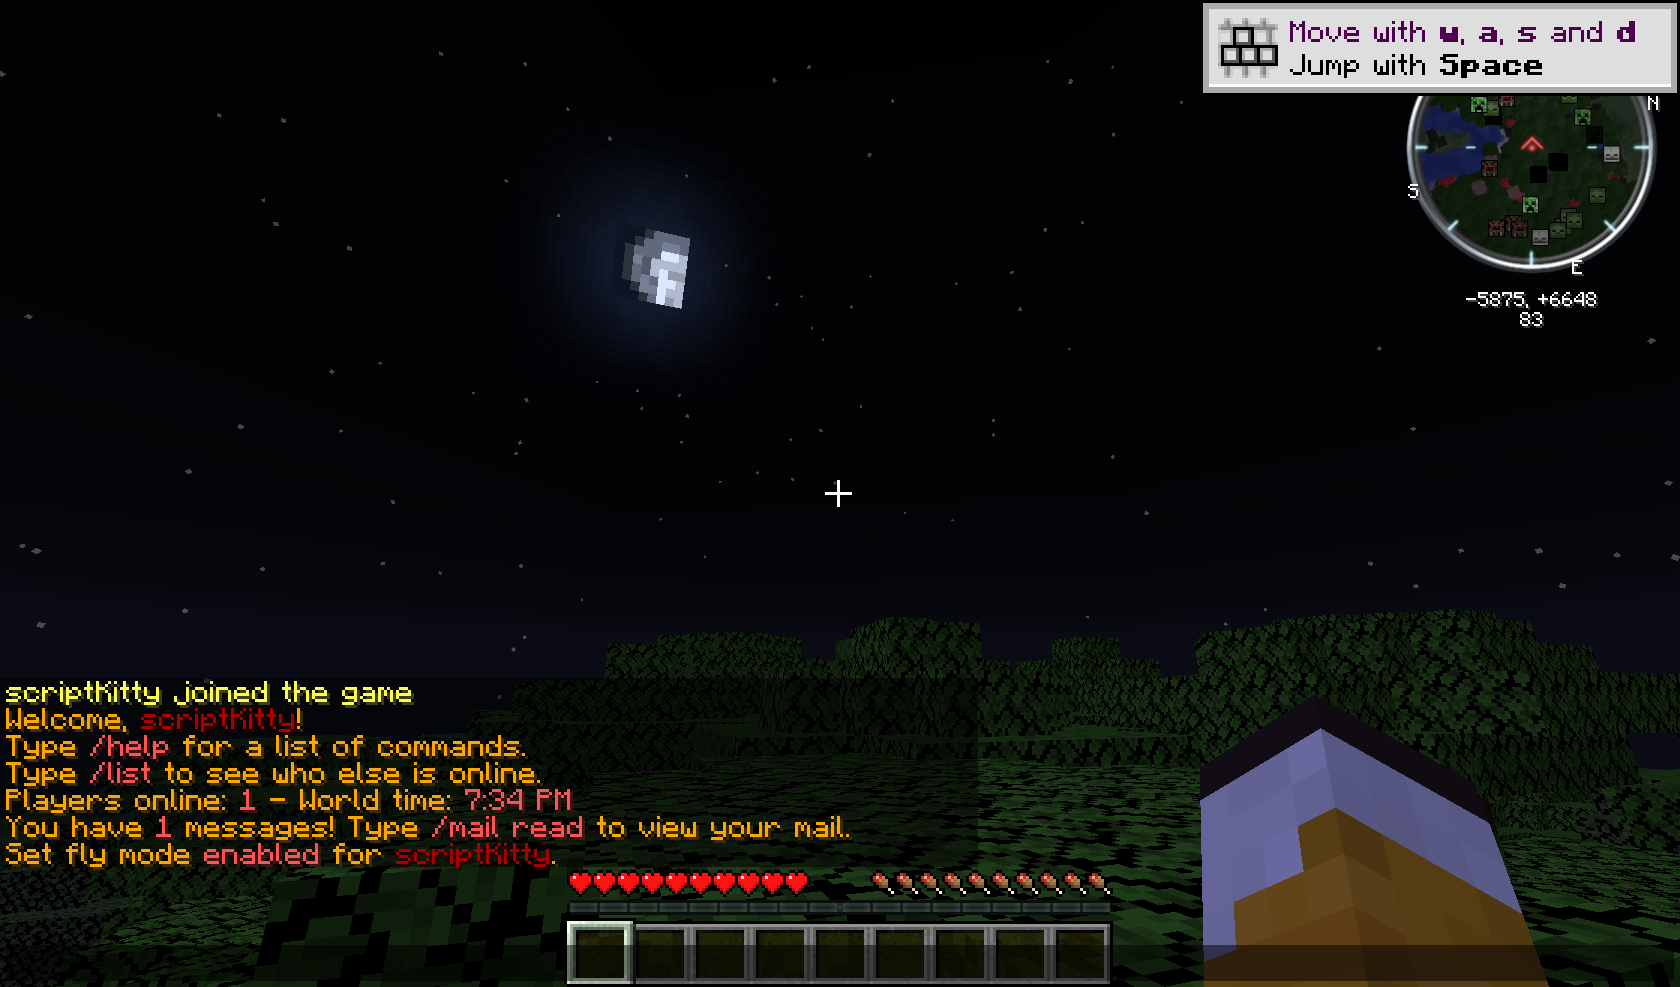 Move with w, a, s and d
Jump with Space
N
S
E
-5875, +6648
83
scriptKitty joined the game
Welcome, scriptKitty!
Type /help for a list of commands.
Type /list to see who else is online.
Players online: 1 - World time: 7:34 PM
You have 1 messages! Type /mail read to view your mail.
Set fly mode enabled for scriptKitty.